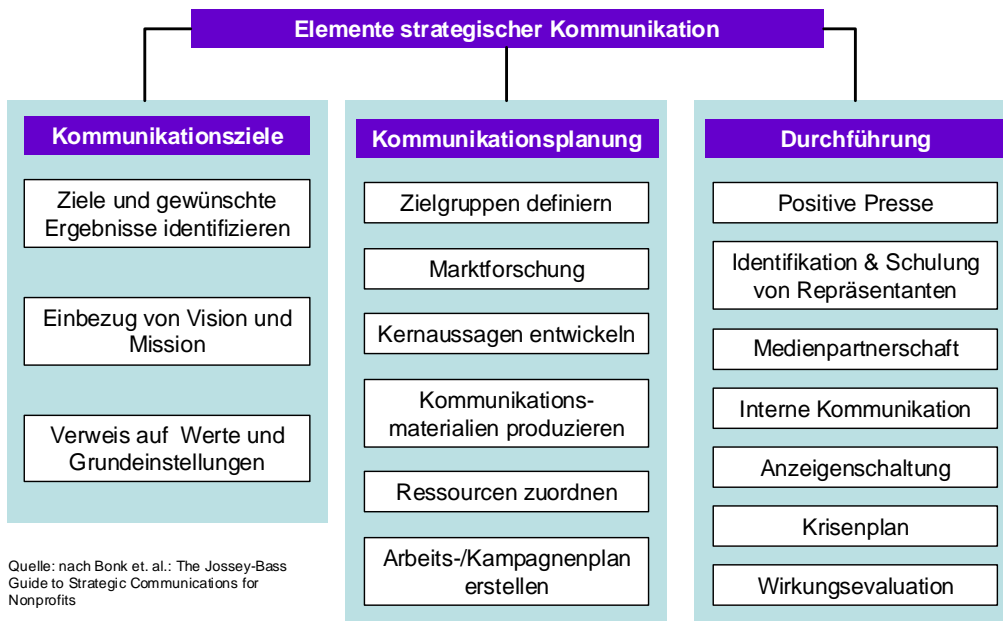 Elemente strategischer Kommunikation
Kommunikationsziele
Ziele und gewünschte
Ergebnisse identifizieren
Einbezug von Vision und
Mission
Verweis auf Werte und
Grundeinstellungen
Kommunikationsplanung
Zielgruppen definiern
Marktforschung
Kernaussagen entwickeln
Kommunikations-
materialien produzieren
Ressourcen zuordnen
Arbeits-/Kampagnenplan
erstellen
Durchführung
Positive Presse
Identifikation & Schulung
von Repräsentanten
Medienpartnerschaft
Interne Kommunikation
Anzeigenschaltung
Krisenplan
Wirkungsevaluation
Quelle: nach Bonk et. al.: The Jossey-Bass
Guide to Strategic Communications for
Nonprofits